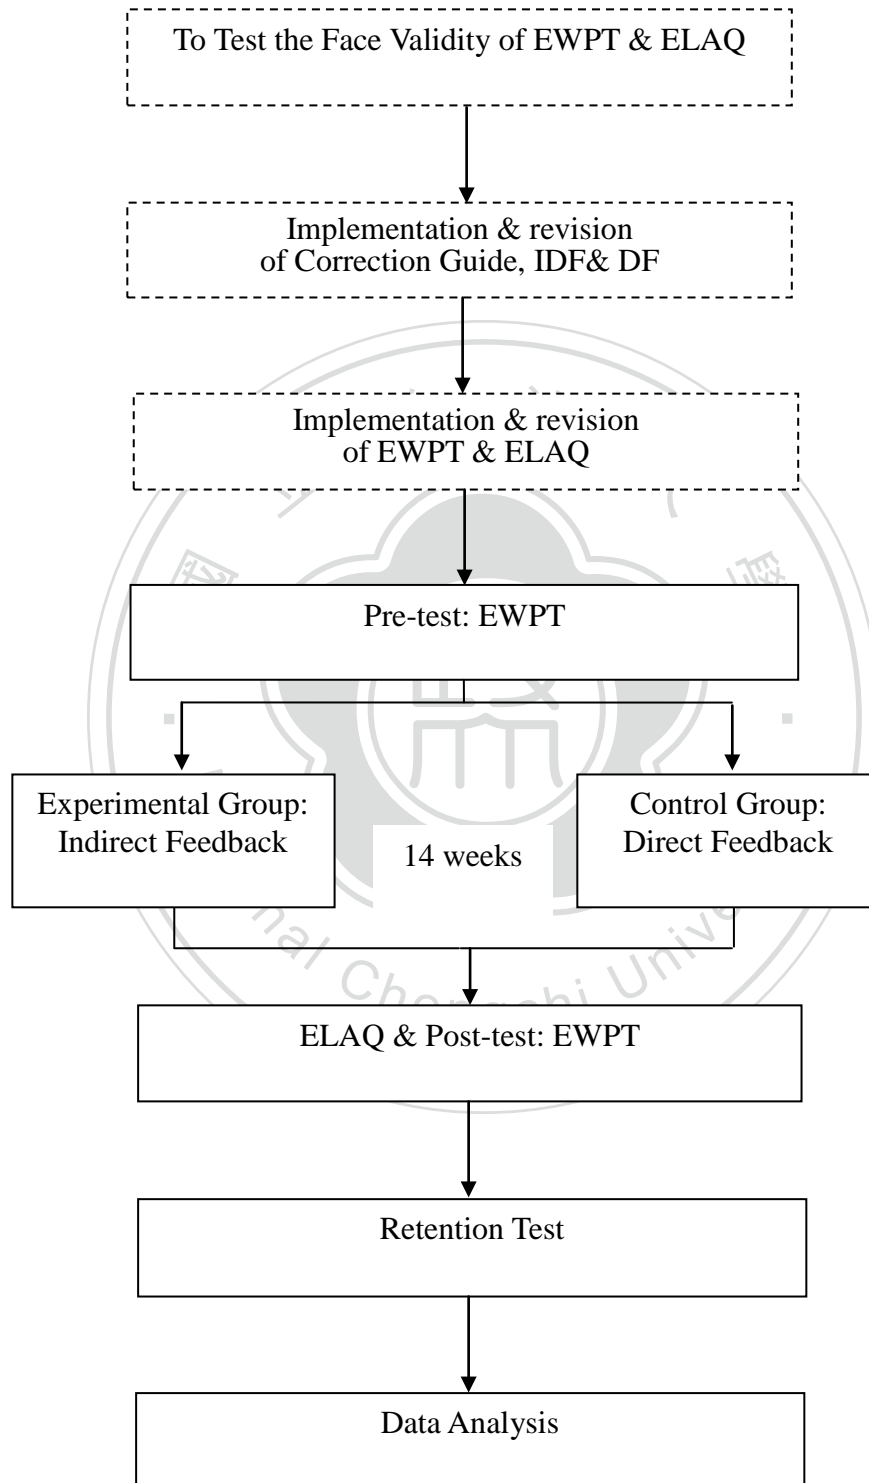 To Test the Face Validity of EWPT & ELAQ
Implementation & revision
of Correction Guide, IDF& DF
Implementation & revision
of EWPT & ELAQ
Pre-test: EWPT
Experimental Group:
Indirect Feedback
14 weeks
Control Group:
Direct Feedback
ELAQ & Post-test: EWPT
Retention Test
Data Analysis